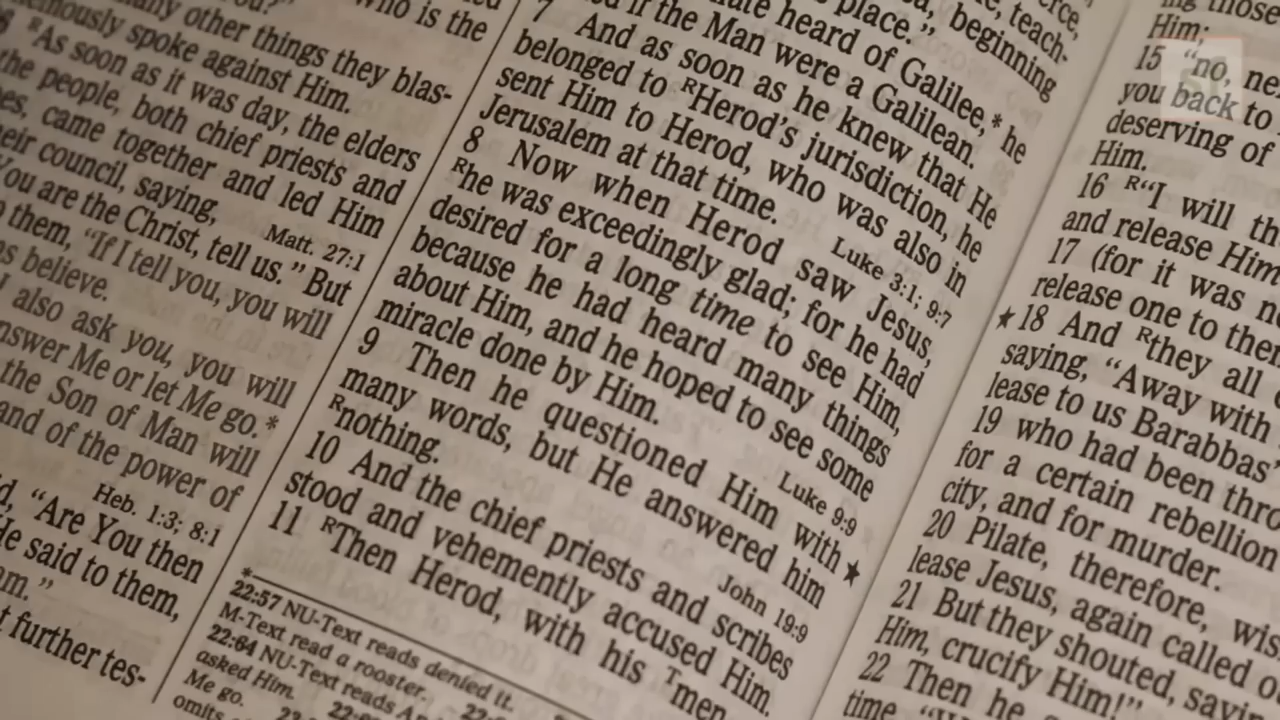 many other things they blas-
spoke against Him.
As soon as it was day, the elders
the people, both chief priests and
came together and led Him
their council, saying, Matt. 27:1
You are the Christ, tell us.” But
them, “If I tell you, you will
believe.
also ask you, you will
answer Me or let Me go.*
the Son of Man will
hand of the power of
Heb. 1:3; 8:1
“Are You then
He said to them,
am.”
further tes-
Who is the
place.”
beginning
heard of Galilee,* he
if the Man were a Galilean.
7 And as soon as he knew that He
belonged to RHerod’s jurisdiction, he
sent Him to Herod, who was also in
Jerusalem at that time. Luke 3:1; 9:7
8 Now when Herod saw Jesus,
Rhe was exceedingly glad; for he had
desired for a long time to see Him,
because he had heard many things
about Him, and he hoped to see some
miracle done by Him. Luke 9:9
9 Then he questioned Him with
many words, but He answered him ★
Rnothing. John 19:9
10 And the chief priests and scribes
stood and vehemently accused Him.
11 RThen Herod, with his Tmen
*
22:57 NU-Text reads denied it.
M-Text read a rooster.
22:64 NU-Text reads
asked Him.
Me go.
omits
those
Him;
15 “no,
you back to
deserving of
Him.
16 R“I will
and release Him
17 (for it was
release one to
★18 And Rthey all
saying, “Away with
lease to us Barabbas”
19 who had been
for a certain rebellion
city, and for murder.
20 Pilate, therefore,
lease Jesus, again called
21 But they shouted,
Him, crucify Him!”
22 Then he
time